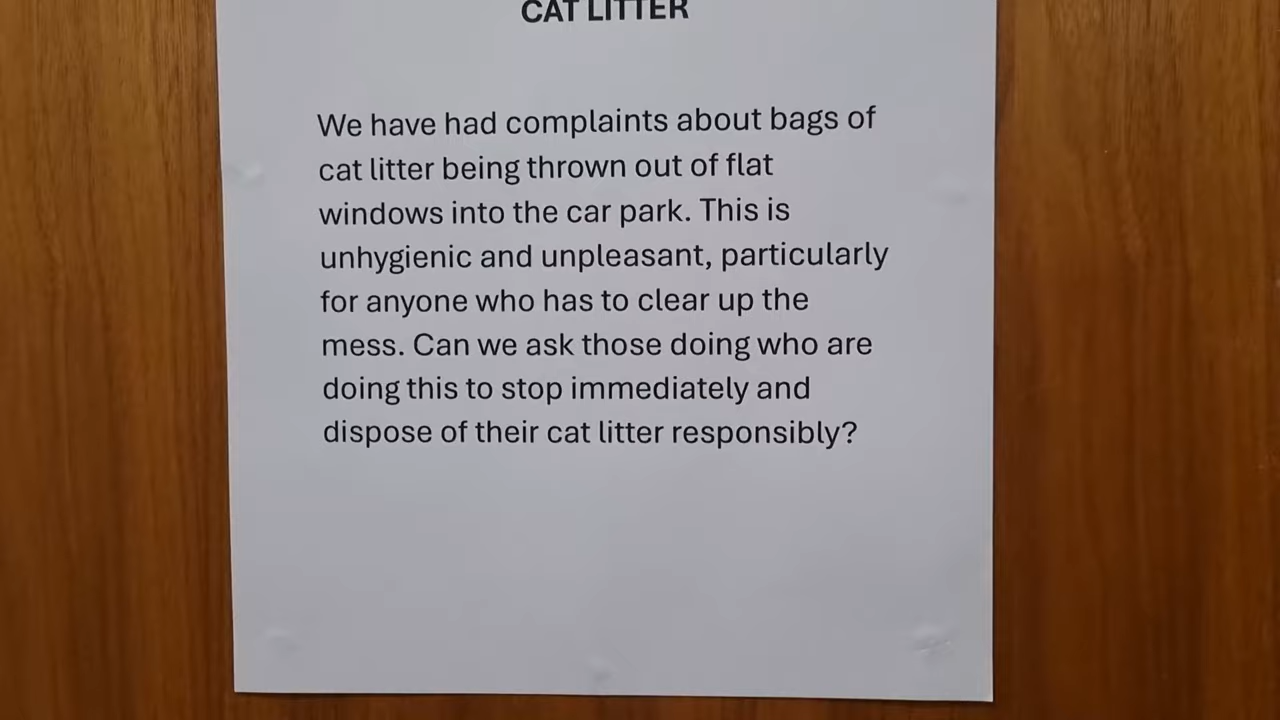 CAT LITTER
We have had complaints about bags of
cat litter being thrown out of flat
windows into the car park. This is
unhygienic and unpleasant, particularly
for anyone who has to clear up the
mess. Can we ask those doing who are
doing this to stop immediately and
dispose of their cat litter responsibly?